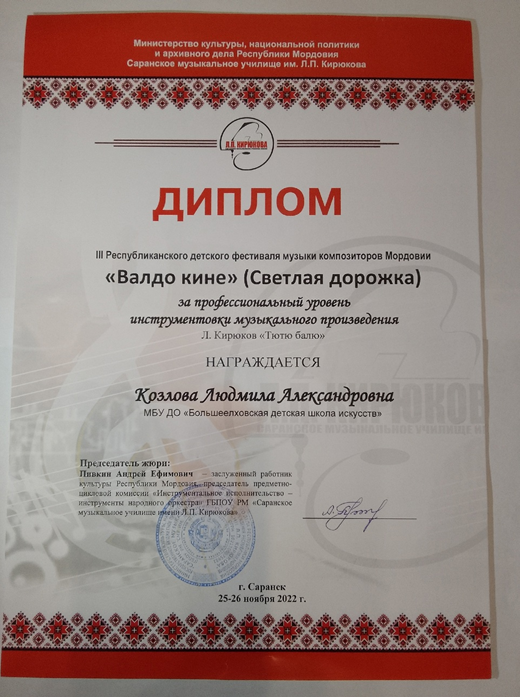 Министерство культуры, национальной политики
и архивного дела Республики Мордовия
Саранское музыкальное училище им. Л.П. Кирюкова
Л.П. КИРЮКОВА
ДИПЛОМ
III Республиканского детского фестиваля музыки композиторов Мордовии
«Валдо кине» (Светлая дорожка)
за профессиональный уровень
инструментовки музыкального произведения
Л. Кирюков «Тютю балю»
НАГРАЖДАЕТСЯ
Козлова Людмила Александровна
МБУ ДО «Большеелховская детская школа искусств»
Председатель жюри:
Пивкин Андрей Ефимович – заслуженный работник
культуры Республики Мордовия, председатель предметно-
цикловой комиссии «Инструментальное исполнительство –
инструменты народного оркестра» ГБПОУ РМ «Саранское
музыкальное училище имени Л.П. Кирюкова»
г. Саранск
25-26 ноября 2022 г.